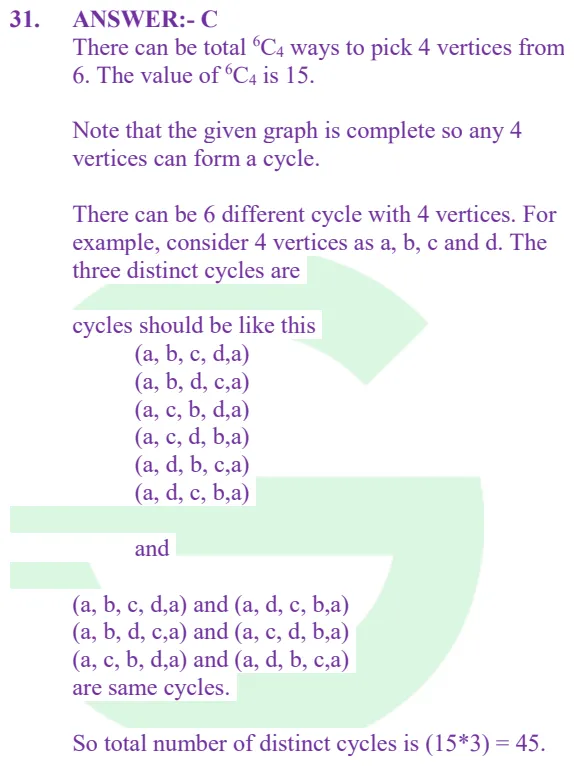 31. ANSWER:- C
There can be total ⁶C₄ ways to pick 4 vertices from
6. The value of ⁶C₄ is 15.
Note that the given graph is complete so any 4
vertices can form a cycle.
There can be 6 different cycle with 4 vertices. For
example, consider 4 vertices as a, b, c and d. The
three distinct cycles are
cycles should be like this
(a, b, c, d,a)
(a, b, d, c,a)
(a, c, b, d,a)
(a, c, d, b,a)
(a, d, b, c,a)
(a, d, c, b,a)
and
(a, b, c, d,a) and (a, d, c, b,a)
(a, b, d, c,a) and (a, c, d, b,a)
(a, c, b, d,a) and (a, d, b, c,a)
are same cycles.
So total number of distinct cycles is (15*3) = 45.